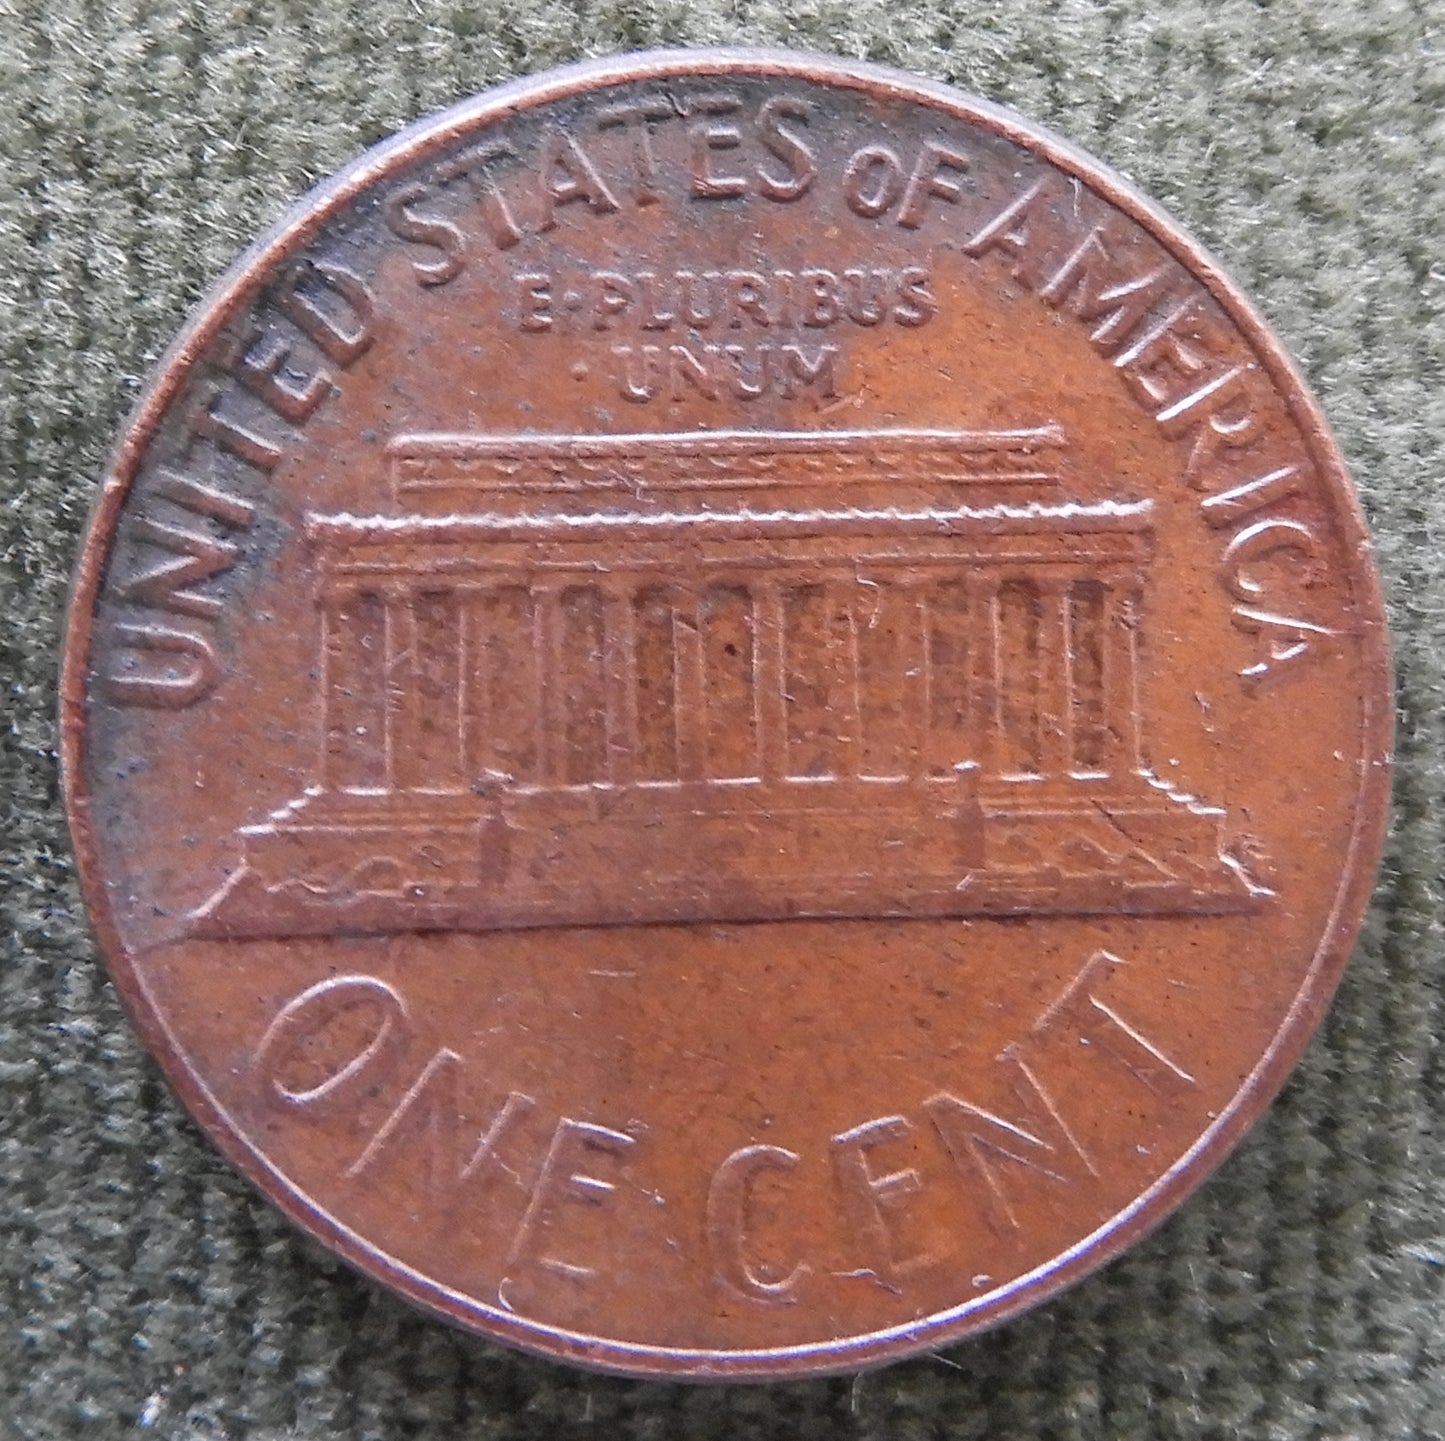 UNITED STATES OF AMERICA
E·PLURIBUS
·UNUM
ONE CENT